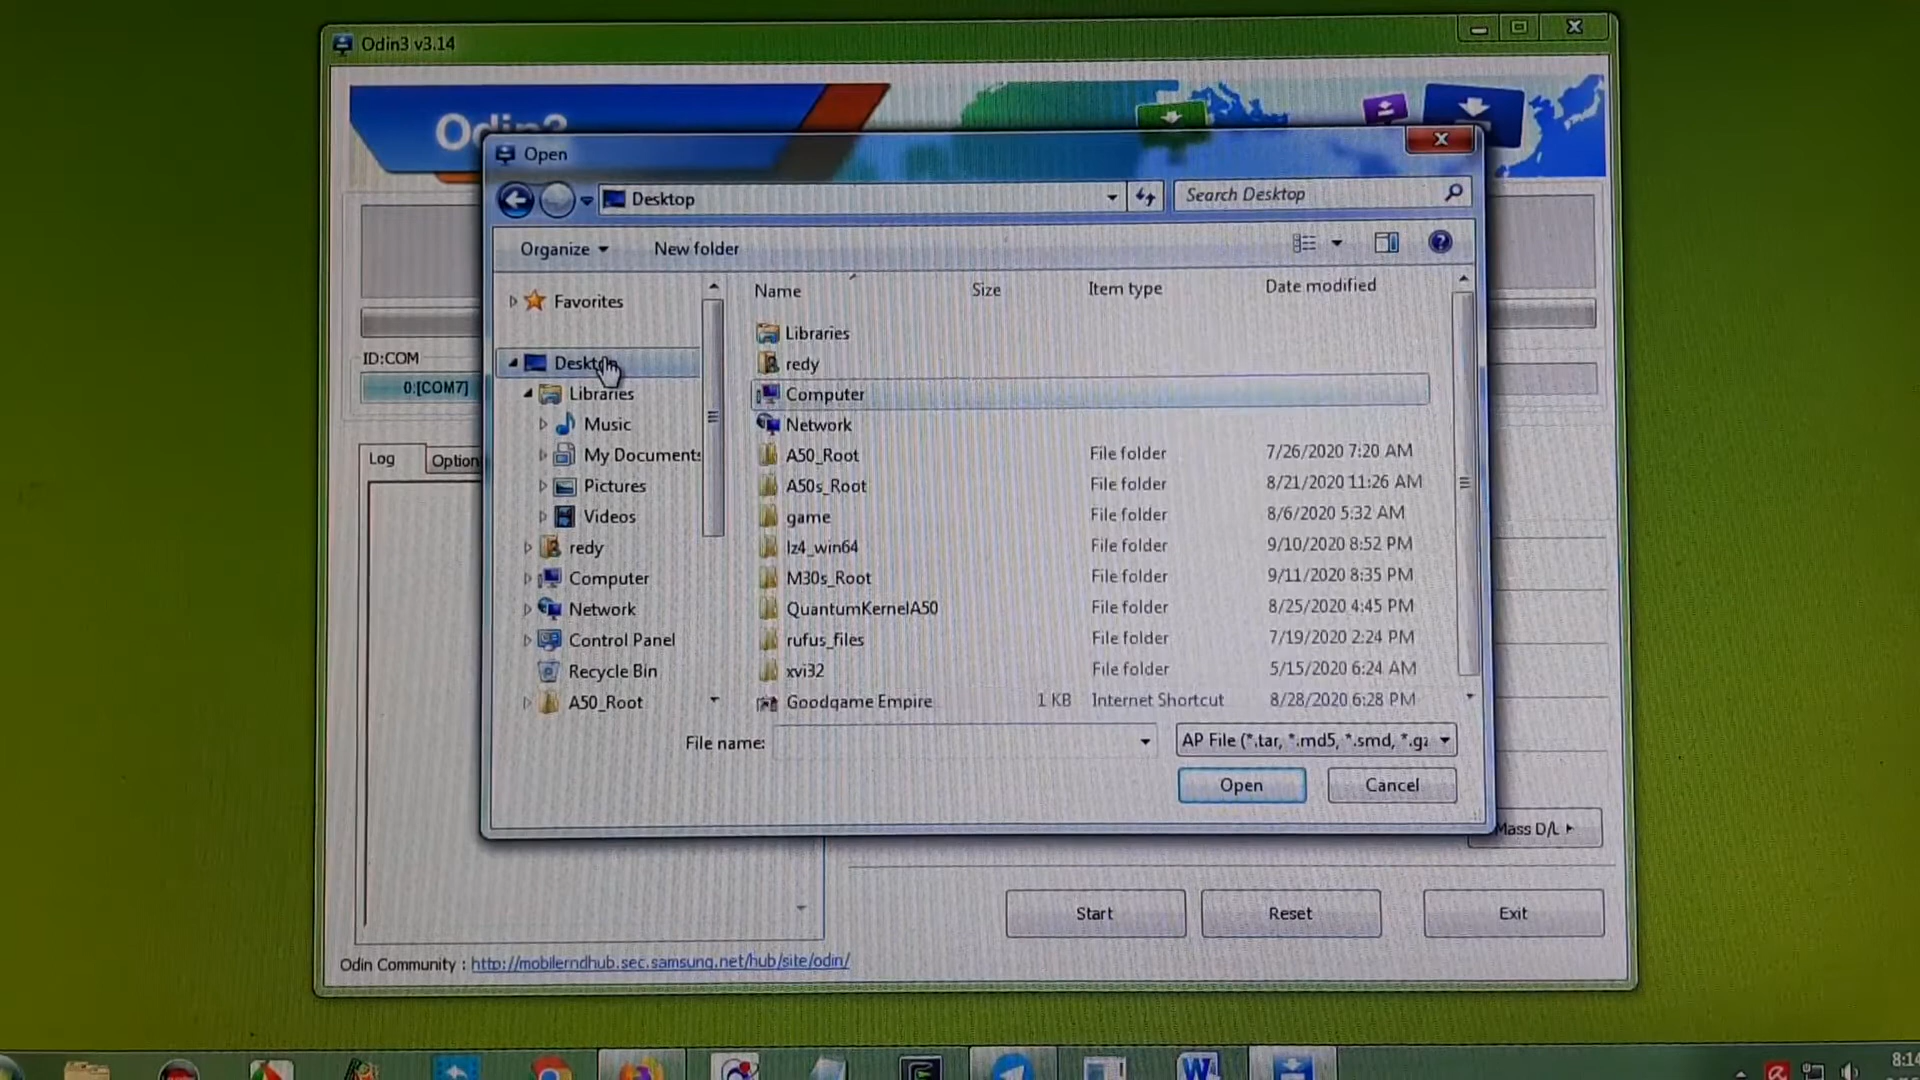 Odin3 v3.14
Open
Desktop
Search Desktop
Organize
New folder
Name
Size
Item type
Date modified
Favorites
Desktop
Libraries
Music
My Documents
Pictures
Videos
redy
Computer
Network
Control Panel
Recycle Bin
A50_Root
Libraries
redy
Computer
Network
A50_Root File folder 7/26/2020 7:20 AM
A50s_Root File folder 8/21/2020 11:26 AM
game File folder 8/6/2020 5:32 AM
lz4_win64 File folder 9/10/2020 8:52 PM
M30s_Root File folder 9/11/2020 8:35 PM
QuantumKernelA50 File folder 8/25/2020 4:45 PM
rufus_files File folder 7/19/2020 2:24 PM
xvi32 File folder 5/15/2020 6:24 AM
Goodgame Empire 1 KB Internet Shortcut 8/28/2020 6:28 PM
File name:
AP File (*.tar, *.md5, *.smd, *.gz
Open
Cancel
ID:COM
0:[COM7]
Log
Option
Mass D/L
Start
Reset
Exit
Odin Community : http://mobilerndhub.sec.samsung.net/hub/site/odin/
8:14